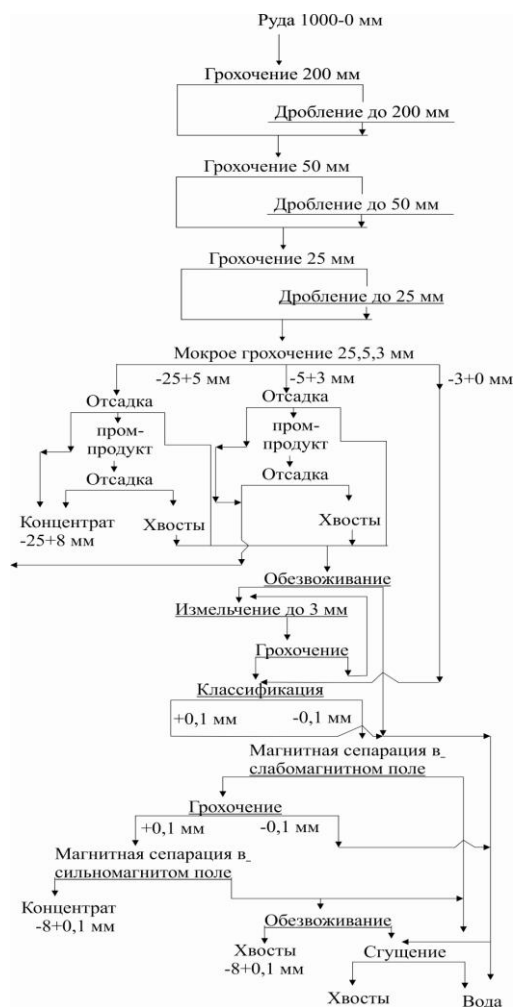 Руда 1000-0 мм
Грохочение 200 мм
Дробление до 200 мм
Грохочение 50 мм
Дробление до 50 мм
Грохочение 25 мм
Дробление до 25 мм
Мокрое грохочение 25,5,3 мм
-25+5 мм
-5+3 мм
-3+0 мм
Отсадка
Отсадка
пром-
продукт
пром-
продукт
Отсадка
Отсадка
Концентрат
-25+8 мм
Хвосты
Хвосты
Обезвоживание
Измельчение до 3 мм
Грохочение
Классификация
+0,1 мм
-0,1 мм
Магнитная сепарация в
слабомагнитном поле
Грохочение
+0,1 мм
-0,1 мм
Магнитная сепарация в
сильномагнитом поле
Концентрат
-8+0,1 мм
Обезвоживание
Хвосты
-8+0,1 мм
Сгущение
Хвосты
Вода